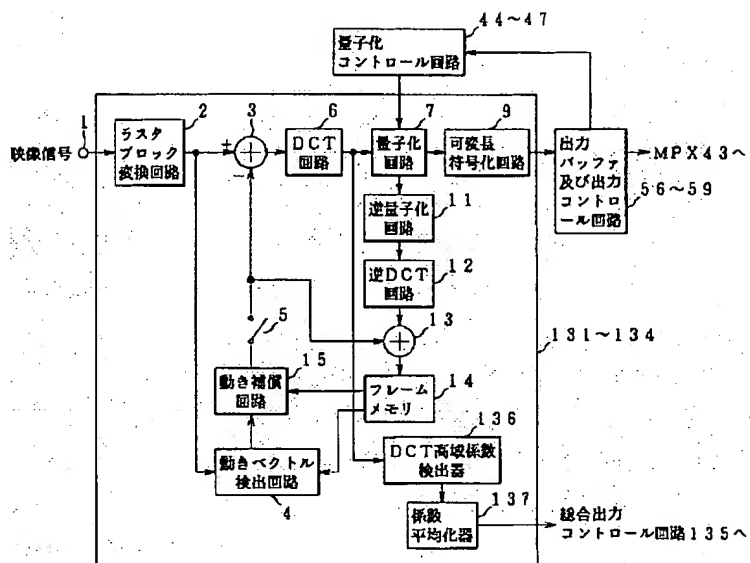 44~47
量子化
コントロール回路
1
映像信号
2
ラスタ
ブロック
変換回路
3
+
−
6
DCT
回路
7
量子化
回路
9
可変長
符号化回路
出力
バッファ
及び出力
コントロ
ール回路
MPX43へ
56~59
11
逆量子化
回路
12
逆DCT
回路
13
5
15
動き補償
回路
14
フレーム
メモリ
131~134
136
DCT高域係数
検出器
動きベクトル
検出回路
4
137
係数
平均化器
総合出力
コントロール回路135へ